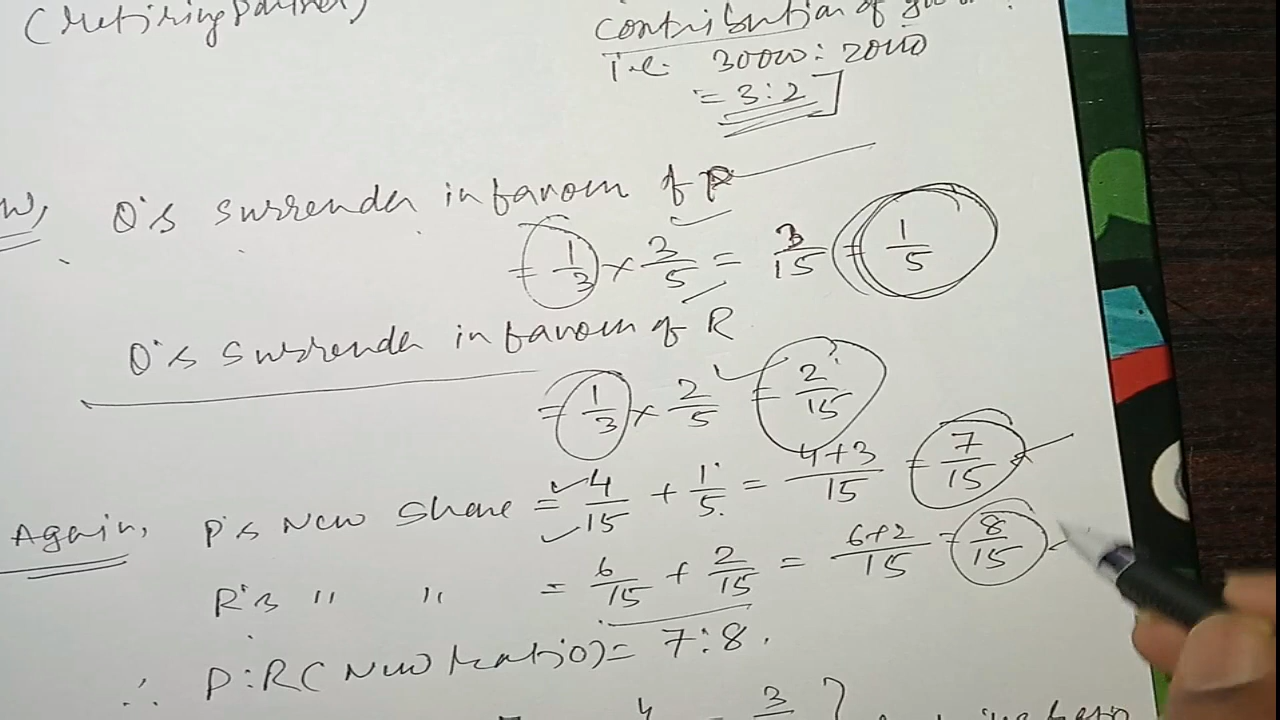 (Retiring Partner)
Contribution of
I.e. 3000 : 2000
= 3:2]
O's surrender in favour of P
= 1/3 × 3/5 = 3/15 = 1/5
O's surrender in favour of R
= 1/3 × 2/5 = 2/15
Again, P's New Share = 4/15 + 1/5 = 4+3/15 = 7/15
R's " " = 6/15 + 2/15 = 6+2/15 = 8/15
∴ P:R (New Ratio) = 7:8.
4 3